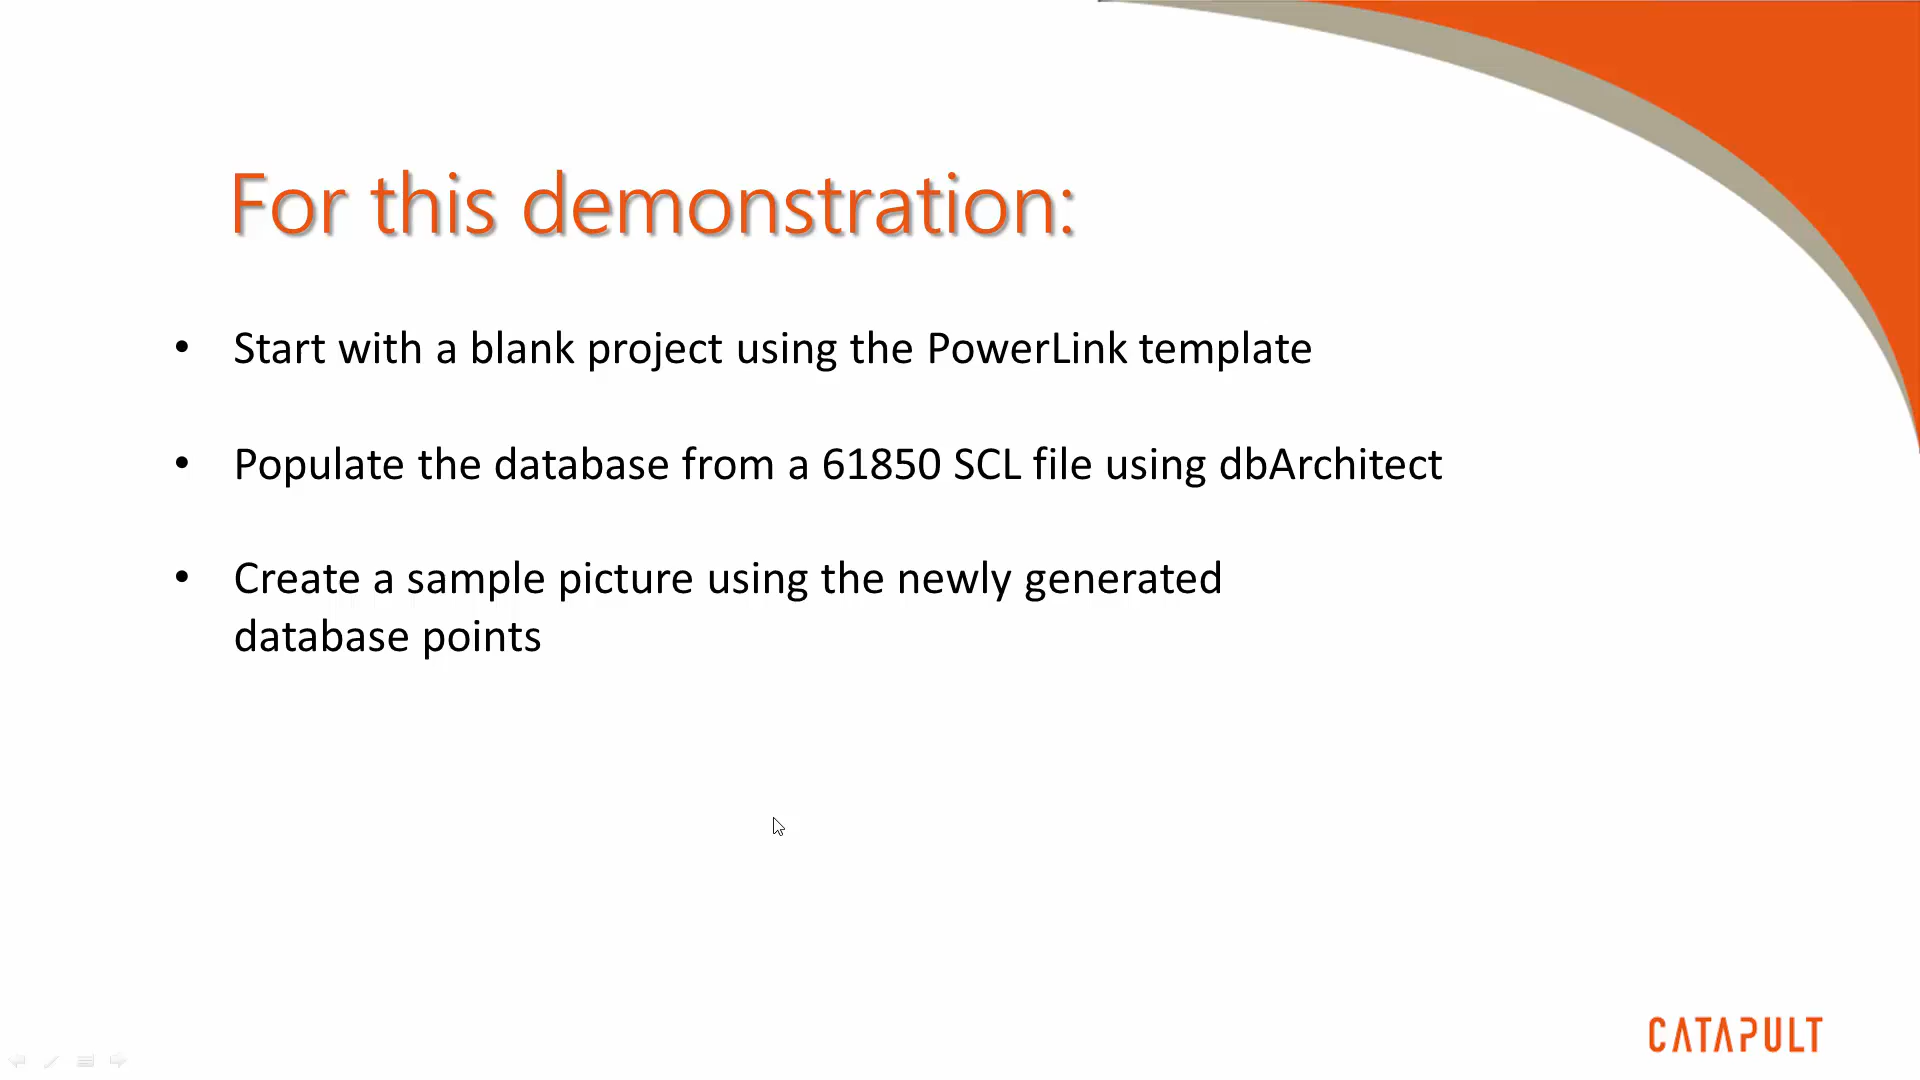 For this demonstration:
• Start with a blank project using the PowerLink template
• Populate the database from a 61850 SCL file using dbArchitect
• Create a sample picture using the newly generated
database points
CATAPULT